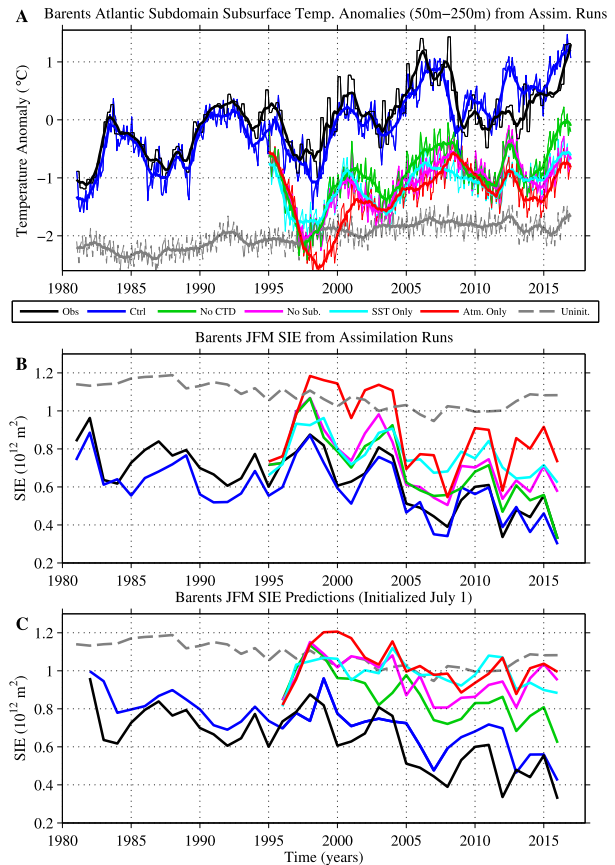 A Barents Atlantic Subdomain Subsurface Temp. Anomalies (50m−250m) from Assim. Runs
Temperature Anomaly (°C)
1
0
−1
−2
1980 1985 1990 1995 2000 2005 2010 2015
Obs Ctrl No CTD No Sub. SST Only Atm. Only Uninit.
Barents JFM SIE from Assimilation Runs
B
SIE (10¹² m²)
1.2
1
0.8
0.6
0.4
0.2
1980 1985 1990 1995 2000 2005 2010 2015
Barents JFM SIE Predictions (Initialized July 1)
C
SIE (10¹² m²)
1.2
1
0.8
0.6
0.4
0.2
1980 1985 1990 1995 2000 2005 2010 2015
Time (years)